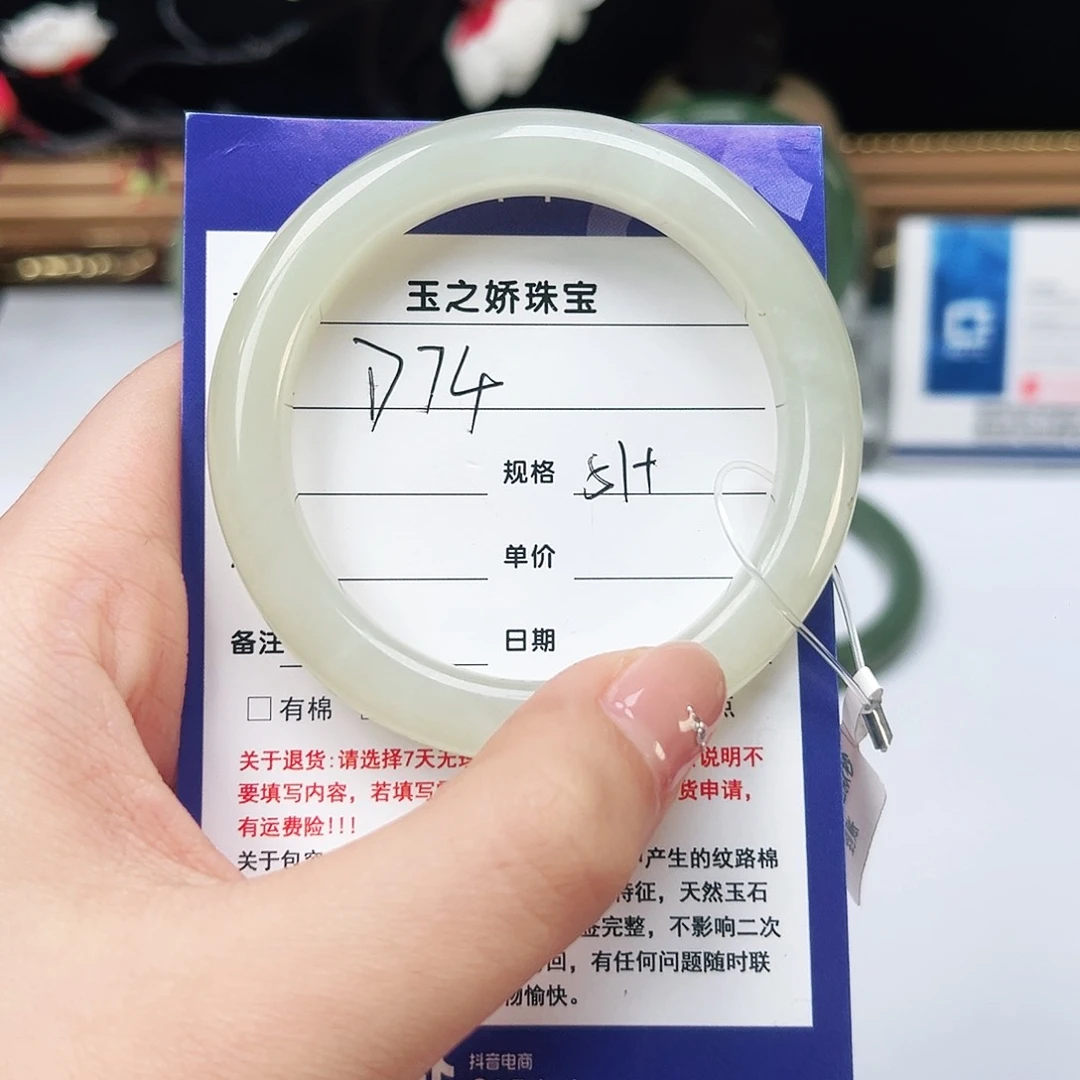 玉之娇珠宝
D74
规格 51+
单价
备注 日期
□有棉 点
关于退货:请选择7天无 说明不
要填写内容，若填写 货申请，
有运费险!!!
关于包 产生的纹路棉
特征，天然玉石
签完整，不影响二次
回，有任何问题随时联
物愉快。
抖音电商